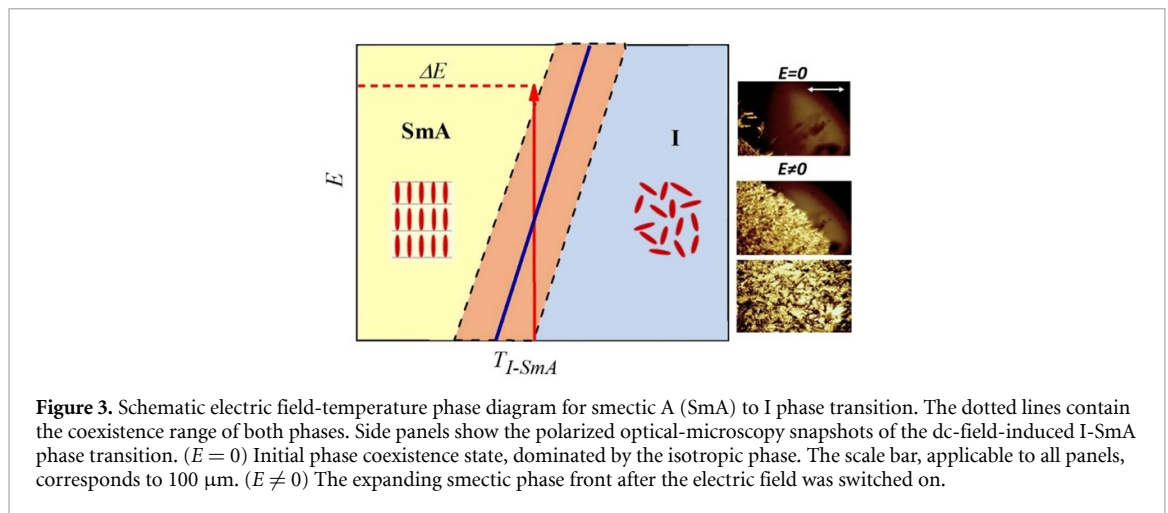 ΔE
SmA
I
E
T_{I-SmA}
E=0
E≠0
Figure 3. Schematic electric field-temperature phase diagram for smectic A (SmA) to I phase transition. The dotted lines contain
the coexistence range of both phases. Side panels show the polarized optical-microscopy snapshots of the dc-field-induced I-SmA
phase transition. (E = 0) Initial phase coexistence state, dominated by the isotropic phase. The scale bar, applicable to all panels,
corresponds to 100 μm. (E ≠ 0) The expanding smectic phase front after the electric field was switched on.